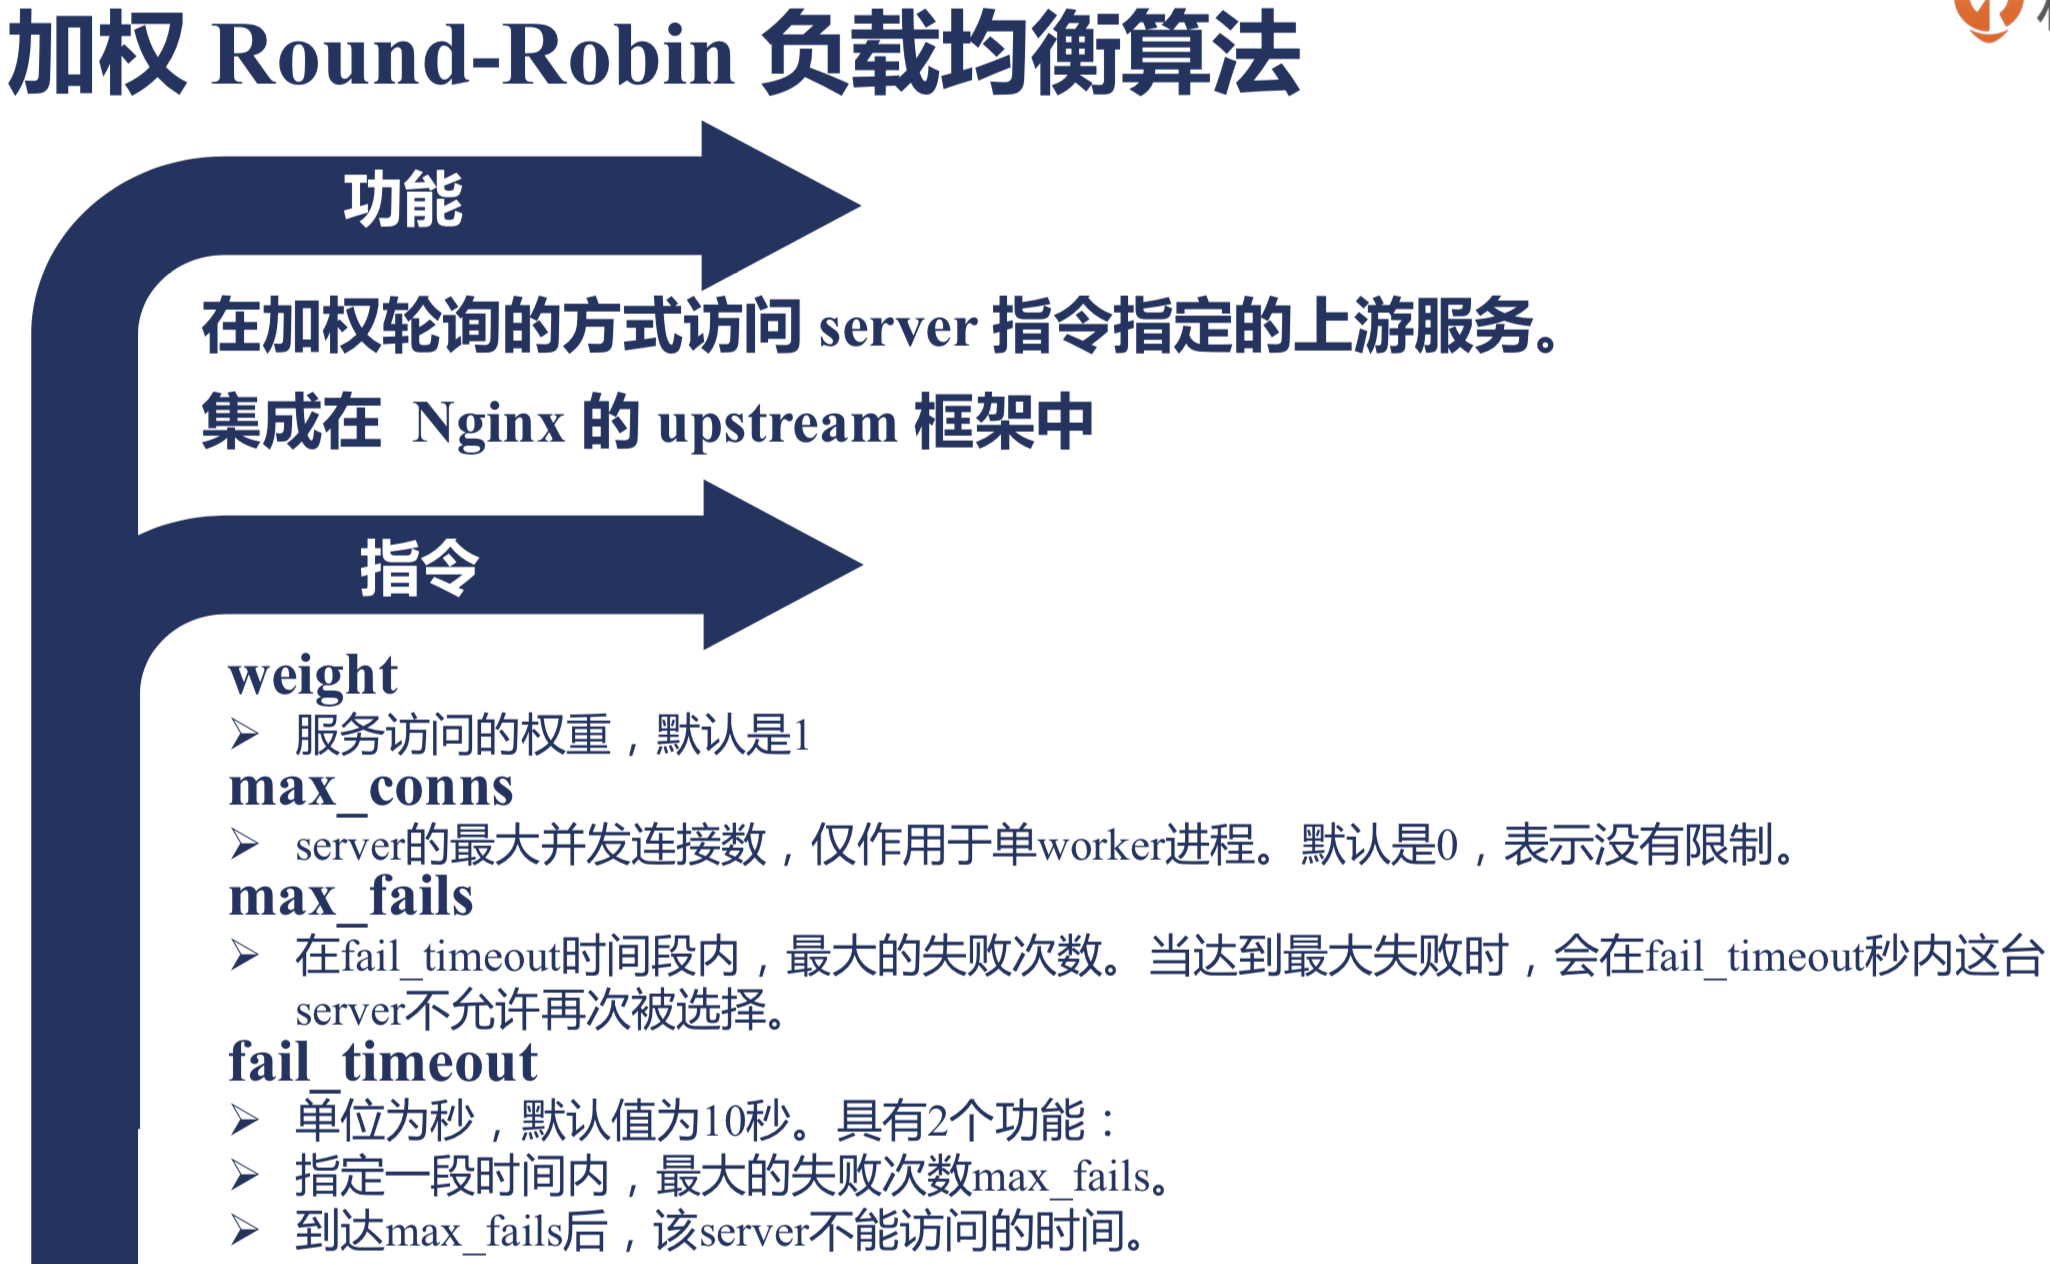 加权 Round-Robin 负载均衡算法
功能
在加权轮询的方式访问 server 指令指定的上游服务。
集成在 Nginx 的 upstream 框架中
指令
weight
➢ 服务访问的权重，默认是1
max_conns
➢ server的最大并发连接数，仅作用于单worker进程。默认是0，表示没有限制。
max_fails
➢ 在fail_timeout时间段内，最大的失败次数。当达到最大失败时，会在fail_timeout秒内这台
server不允许再次被选择。
fail_timeout
➢ 单位为秒，默认值为10秒。具有2个功能：
➢ 指定一段时间内，最大的失败次数max_fails。
➢ 到达max_fails后，该server不能访问的时间。